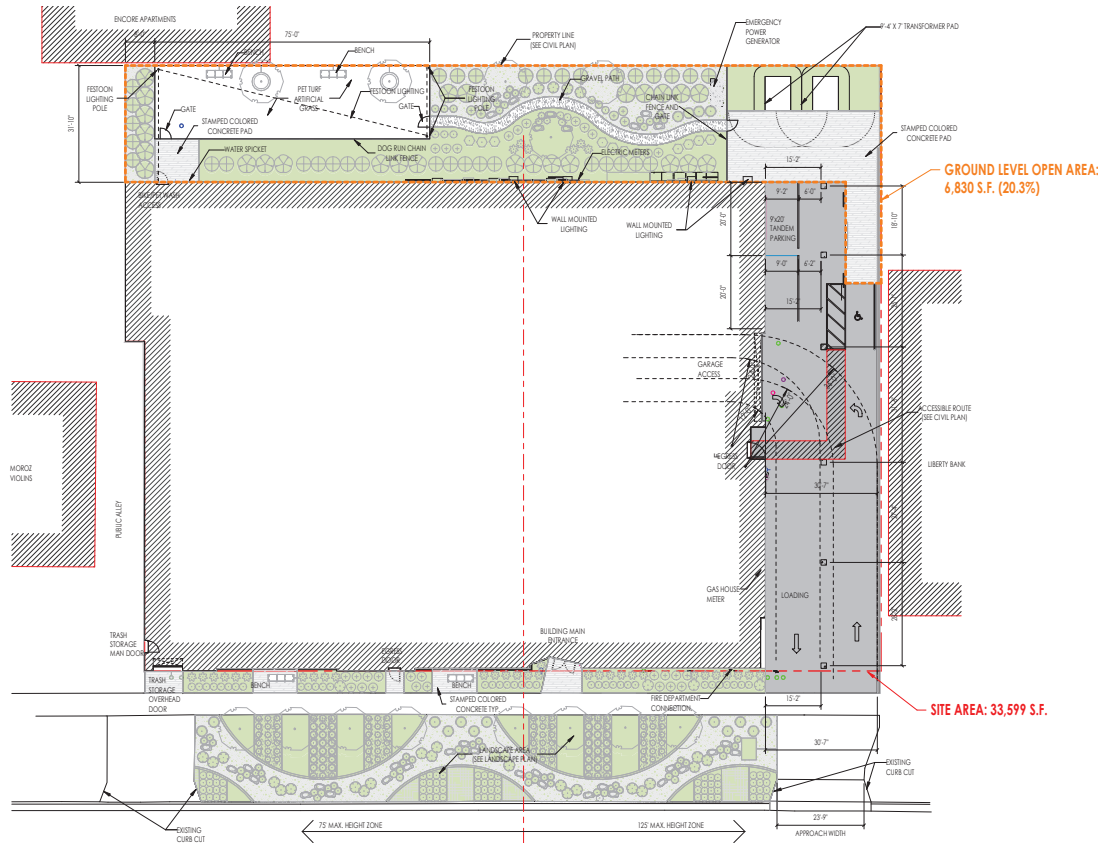 ENCORE APARTMENTS
6'-0"
75'-0"
BENCH
BENCH
PROPERTY LINE
(SEE CIVIL PLAN)
EMERGENCY
POWER
GENERATOR
9'-4' X 7' TRANSFORMER PAD
FESTOON
LIGHTING
POLE
PET TURF
ARTIFICIAL
GRASS
FESTOON LIGHTING
GATE
FESTOON
LIGHTING
POLE
GRAVEL PATH
CHAIN LINK
FENCE AND
GATE
31'-10"
GATE
STAMPED COLORED
CONCRETE PAD
WATER SPICKET
DOG RUN CHAIN
LINK FENCE
ELECTRIC METERS
STAMPED COLORED
CONCRETE PAD
15'-2"
GROUND LEVEL OPEN AREA:
6,830 S.F. (20.3%)
BIKE/PET WASH
ACCESS
WALL MOUNTED
LIGHTING
WALL MOUNTED
LIGHTING
9'-2"
6'-0"
20'-0"
9'x20'
TANDEM
PARKING
18'-10"
9'-0"
6'-2"
20'-0"
15'-2"
GARAGE
ACCESS
ACCESSIBLE ROUTE
(SEE CIVIL PLAN)
EGRESS
DOOR
MOROZ
VIOLINS
LIBERTY BANK
30'-7"
PUBLIC ALLEY
GAS HOUSE
METER
LOADING
TRASH
STORAGE
MAN DOOR
BUILDING MAIN
ENTRANCE
EGRESS
DOOR
TRASH
STORAGE
OVERHEAD
DOOR
BENCH
BENCH
STAMPED COLORED
CONCRETE TYP.
FIRE DEPARTMENT
CONNECTION
15'-2"
SITE AREA: 33,599 S.F.
30'-7"
LANDSCAPE AREA
(SEE LANDSCAPE PLAN)
EXISTING
CURB CUT
EXISTING
CURB CUT
75' MAX. HEIGHT ZONE
125' MAX. HEIGHT ZONE
23'-9"
APPROACH WIDTH